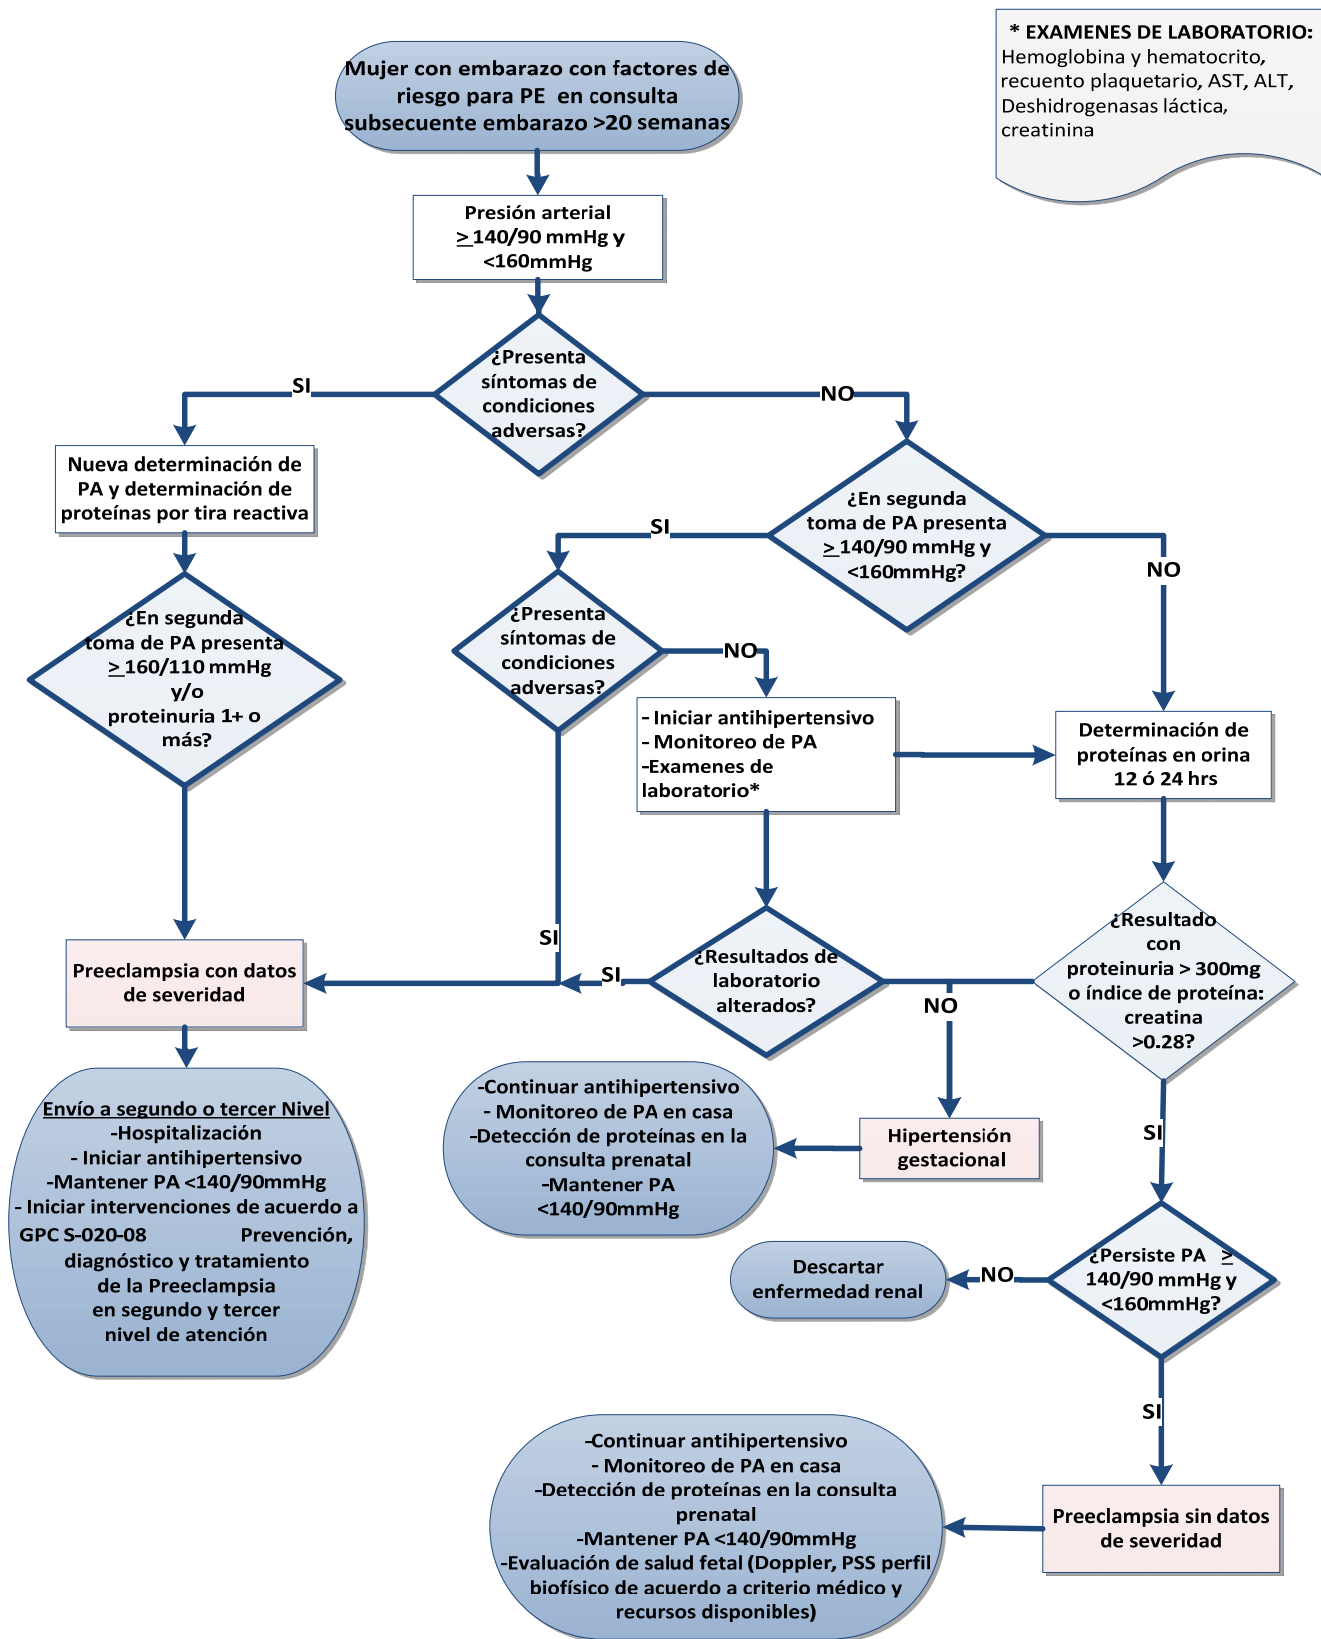 * EXAMENES DE LABORATORIO:
Hemoglobina y hematocrito,
recuento plaquetario, AST, ALT,
Deshidrogenasas láctica,
creatinina
Mujer con embarazo con factores de
riesgo para PE en consulta
subsecuente embarazo >20 semanas
Presión arterial
≥ 140/90 mmHg y
<160mmHg
¿Presenta
síntomas de
condiciones
adversas?
SI
NO
Nueva determinación de
PA y determinación de
proteínas por tira reactiva
¿En segunda
toma de PA presenta
≥ 140/90 mmHg y
<160mmHg?
SI
NO
¿En segunda
toma de PA presenta
≥ 160/110 mmHg
y/o
proteinuria 1+ o
más?
¿Presenta
síntomas de
condiciones
adversas?
NO
- Iniciar antihipertensivo
- Monitoreo de PA
-Examenes de
laboratorio*
Determinación de
proteínas en orina
12 ó 24 hrs
SI
¿Resultados de
laboratorio
alterados?
SI
NO
¿Resultado
con
proteinuria > 300mg
o índice de proteína:
creatina
>0.28?
Preeclampsia con datos
de severidad
Envío a segundo o tercer Nivel
-Hospitalización
- Iniciar antihipertensivo
-Mantener PA <140/90mmHg
- Iniciar intervenciones de acuerdo a
GPC S-020-08 Prevención,
diagnóstico y tratamiento
de la Preeclampsia
en segundo y tercer
nivel de atención
-Continuar antihipertensivo
- Monitoreo de PA en casa
-Detección de proteínas en la
consulta prenatal
-Mantener PA
<140/90mmHg
Hipertensión
gestacional
SI
¿Persiste PA ≥
140/90 mmHg y
<160mmHg?
NO
Descartar
enfermedad renal
SI
-Continuar antihipertensivo
- Monitoreo de PA en casa
-Detección de proteínas en la consulta
prenatal
-Mantener PA <140/90mmHg
-Evaluación de salud fetal (Doppler, PSS perfil
biofísico de acuerdo a criterio médico y
recursos disponibles)
Preeclampsia sin datos
de severidad